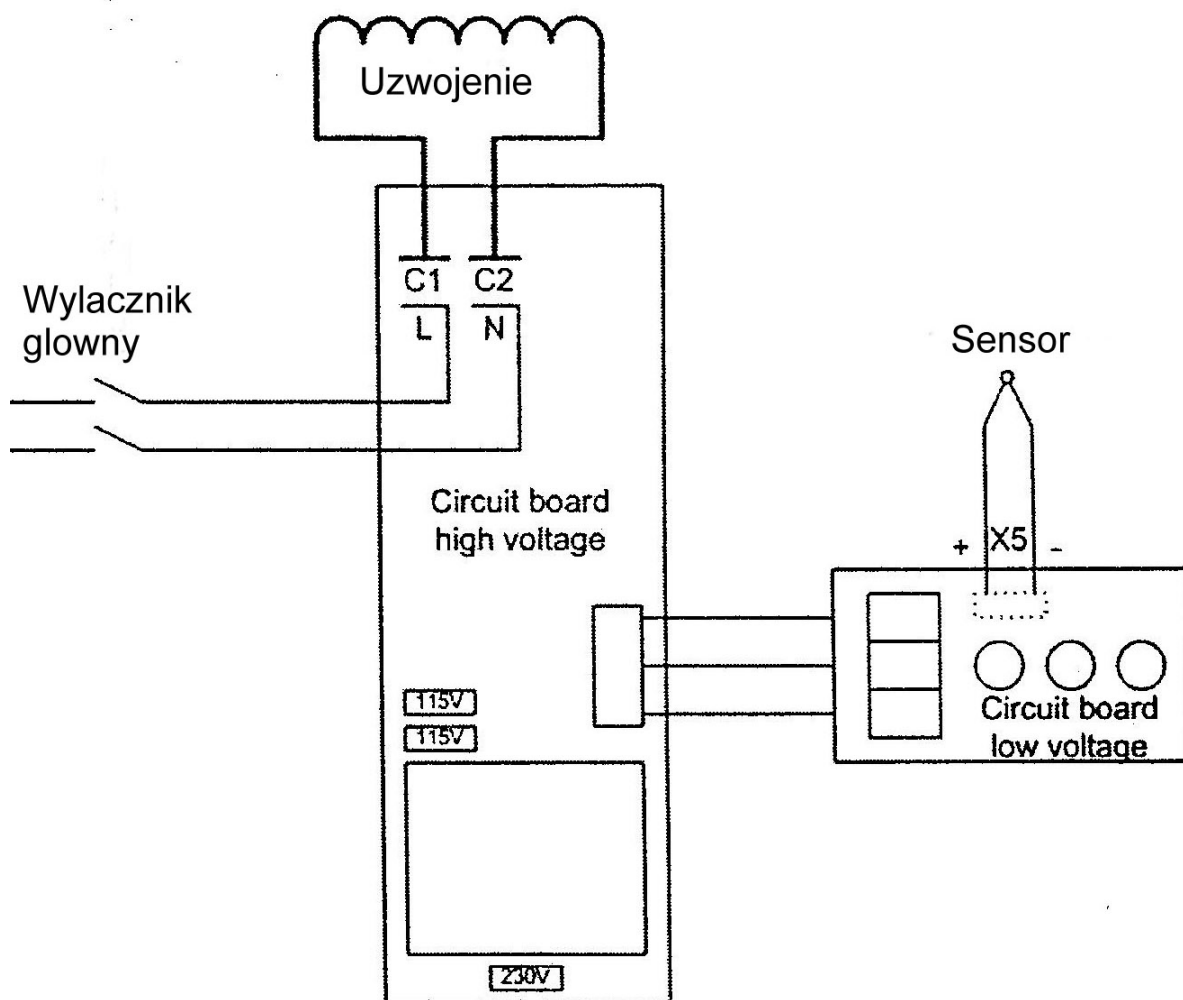 Uzwojenie
C1 C2
L N
Wylacznik
glowny
Sensor
+ X5 -
Circuit board
high voltage
115V
115V
Circuit board
low voltage
230V